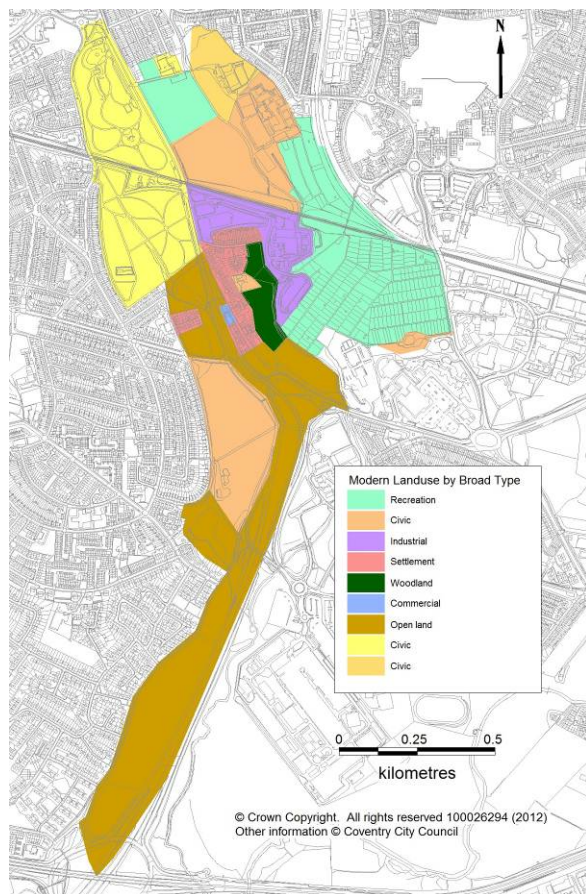 N
Modern Landuse by Broad Type
Recreation
Civic
Industrial
Settlement
Woodland
Commercial
Open land
Civic
Civic
0 0.25 0.5
kilometres
© Crown Copyright. All rights reserved 100026294 (2012)
Other information © Coventry City Council